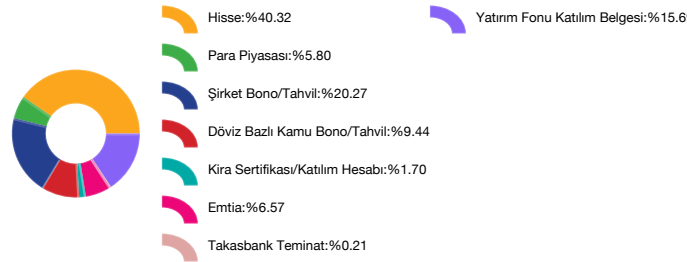 Hisse:%40.32
Para Piyasası:%5.80
Şirket Bono/Tahvil:%20.27
Döviz Bazlı Kamu Bono/Tahvil:%9.44
Kira Sertifikası/Katılım Hesabı:%1.70
Emtia:%6.57
Takasbank Teminat:%0.21
Yatırım Fonu Katılım Belgesi:%15.6